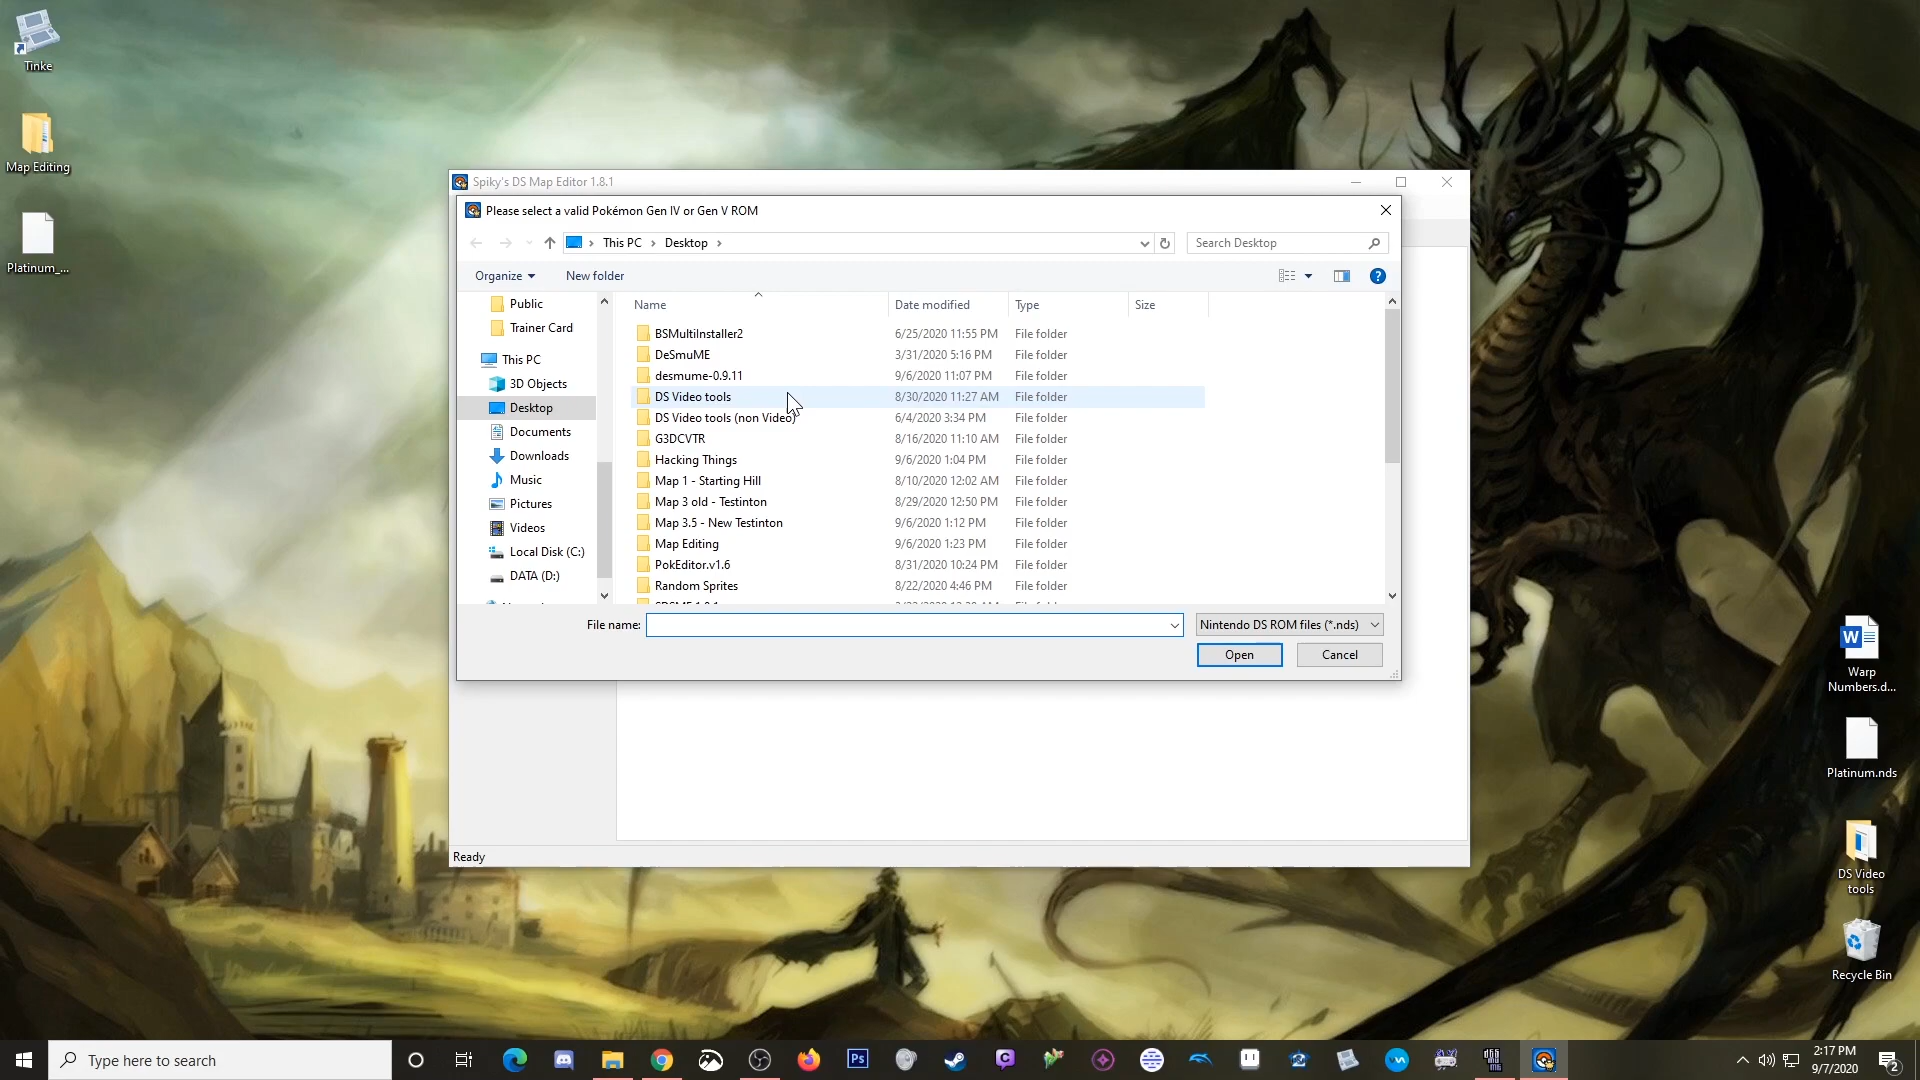 Tinke
Map Editing
Platinum_...
Spiky's DS Map Editor 1.8.1
Please select a valid Pokémon Gen IV or Gen V ROM
This PC
Desktop
Search Desktop
Organize
New folder
Public
Trainer Card
This PC
3D Objects
Desktop
Documents
Downloads
Music
Pictures
Videos
Local Disk (C:)
DATA (D:)
Name Date modified Type Size
BSMultiInstaller2 6/25/2020 11:55 PM File folder
DeSmuME 3/31/2020 5:16 PM File folder
desmume-0.9.11 9/6/2020 11:07 PM File folder
DS Video tools 8/30/2020 11:27 AM File folder
DS Video tools (non Video) 6/4/2020 3:34 PM File folder
G3DCVTR 8/16/2020 11:10 AM File folder
Hacking Things 9/6/2020 1:04 PM File folder
Map 1 - Starting Hill 8/10/2020 12:02 AM File folder
Map 3 old - Testinton 8/29/2020 12:50 PM File folder
Map 3.5 - New Testinton 9/6/2020 1:12 PM File folder
Map Editing 9/6/2020 1:23 PM File folder
PokEditor.v1.6 8/31/2020 10:24 PM File folder
Random Sprites 8/22/2020 4:46 PM File folder
File name:
Nintendo DS ROM files (*.nds)
Open
Cancel
Ready
Warp
Numbers.d...
Platinum.nds
DS Video
tools
Recycle Bin
Type here to search
2:17 PM
9/7/2020
2